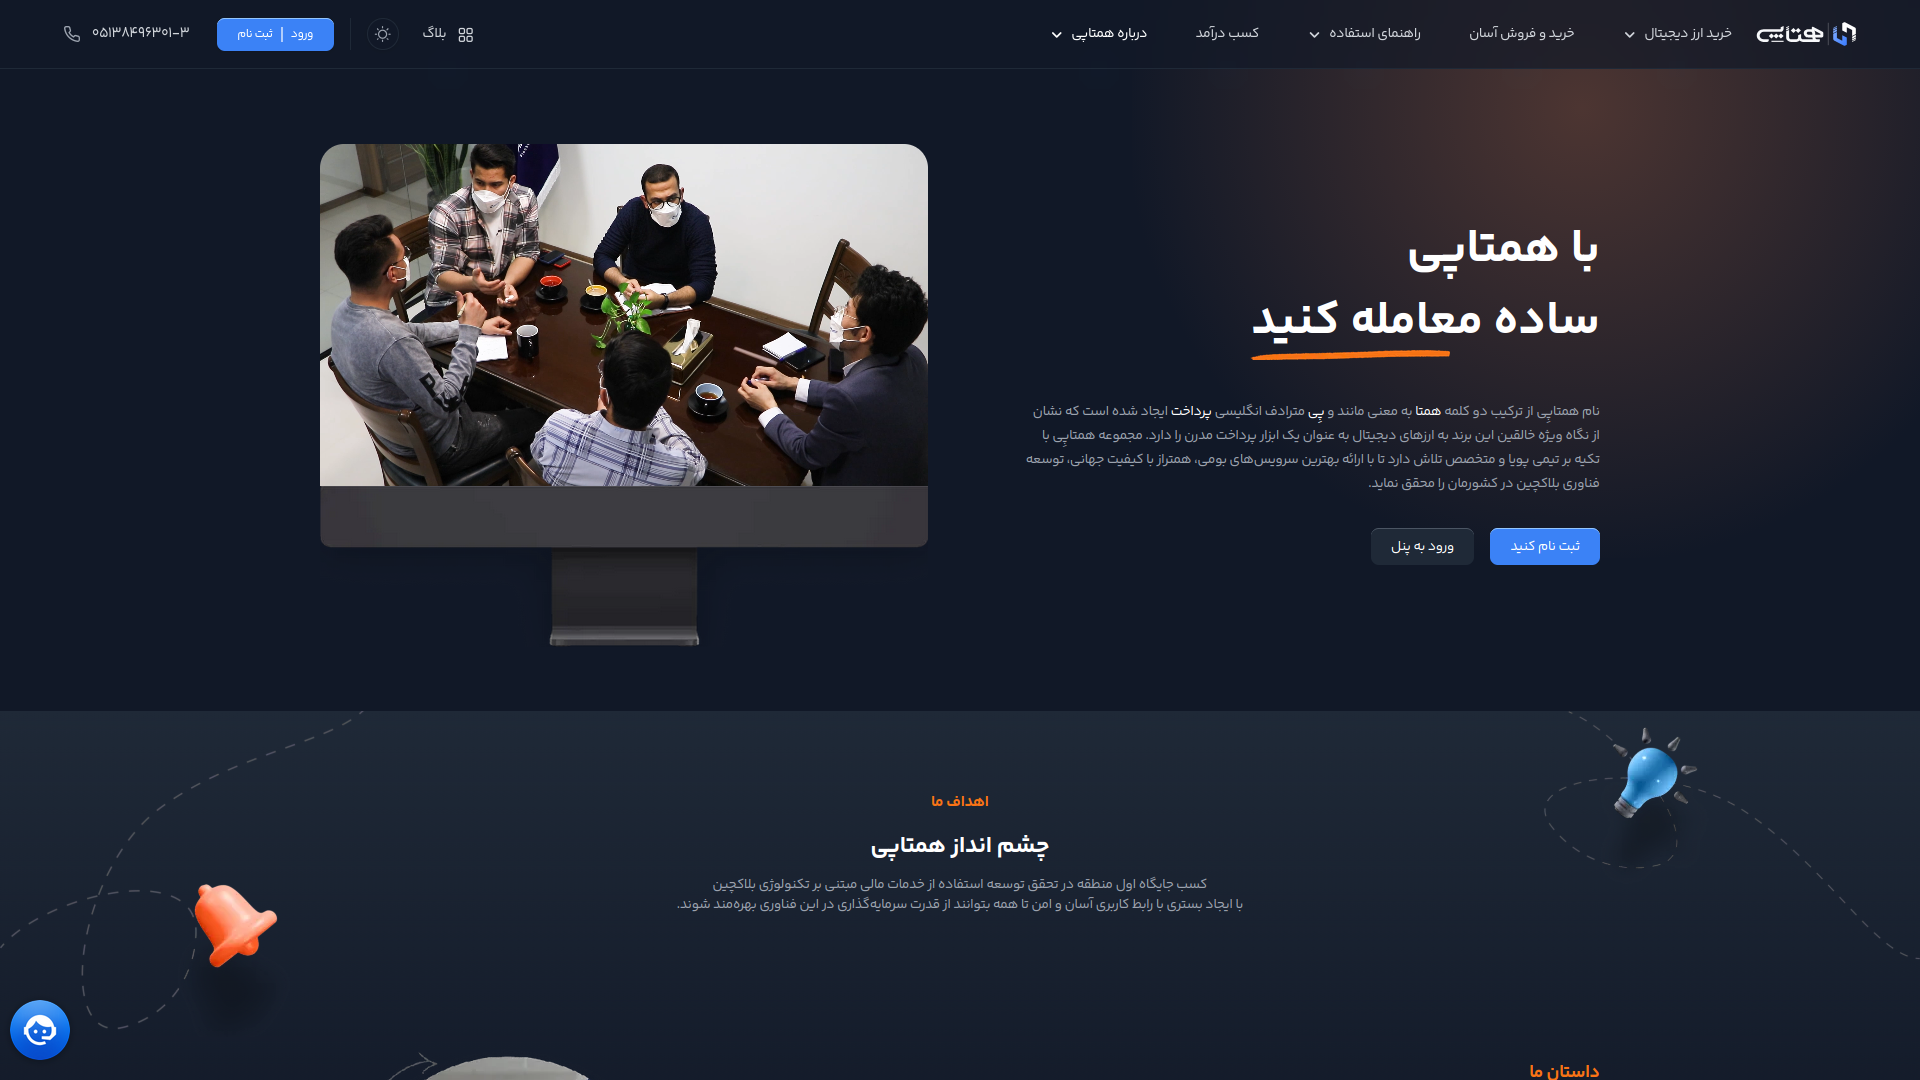 همتاپی
خرید ارز دیجیتال
خرید و فروش آسان
راهنمای استفاده
کسب درآمد
درباره همتاپی
بلاگ
ورود | ثبت نام
۰۵۱۳۸۴۹۶۳۰۱-۳
با همتاپی
ساده معامله کنید
نام همتاپِی از ترکیب دو کلمه همتا به معنی مانند و پِی مترادف انگلیسی پرداخت ایجاد شده است که نشان
از نگاه ویژه خالقین این برند به ارزهای دیجیتال به عنوان یک ابزار پرداخت مدرن را دارد. مجموعه همتاپِی با
تکیه بر تیمی پویا و متخصص تلاش دارد تا با ارائه بهترین سرویس‌های بومی، همتراز با کیفیت جهانی، توسعه
فناوری بلاکچین در کشورمان را محقق نماید.
ثبت نام کنید
ورود به پنل
اهداف ما
چشم انداز همتاپی
کسب جایگاه اول منطقه در تحقق توسعه استفاده از خدمات مالی مبتنی بر تکنولوژی بلاکچین
با ایجاد بستری با رابط کاربری آسان و امن تا همه بتوانند از قدرت سرمایه‌گذاری در این فناوری بهره‌مند شوند.
داستان ما